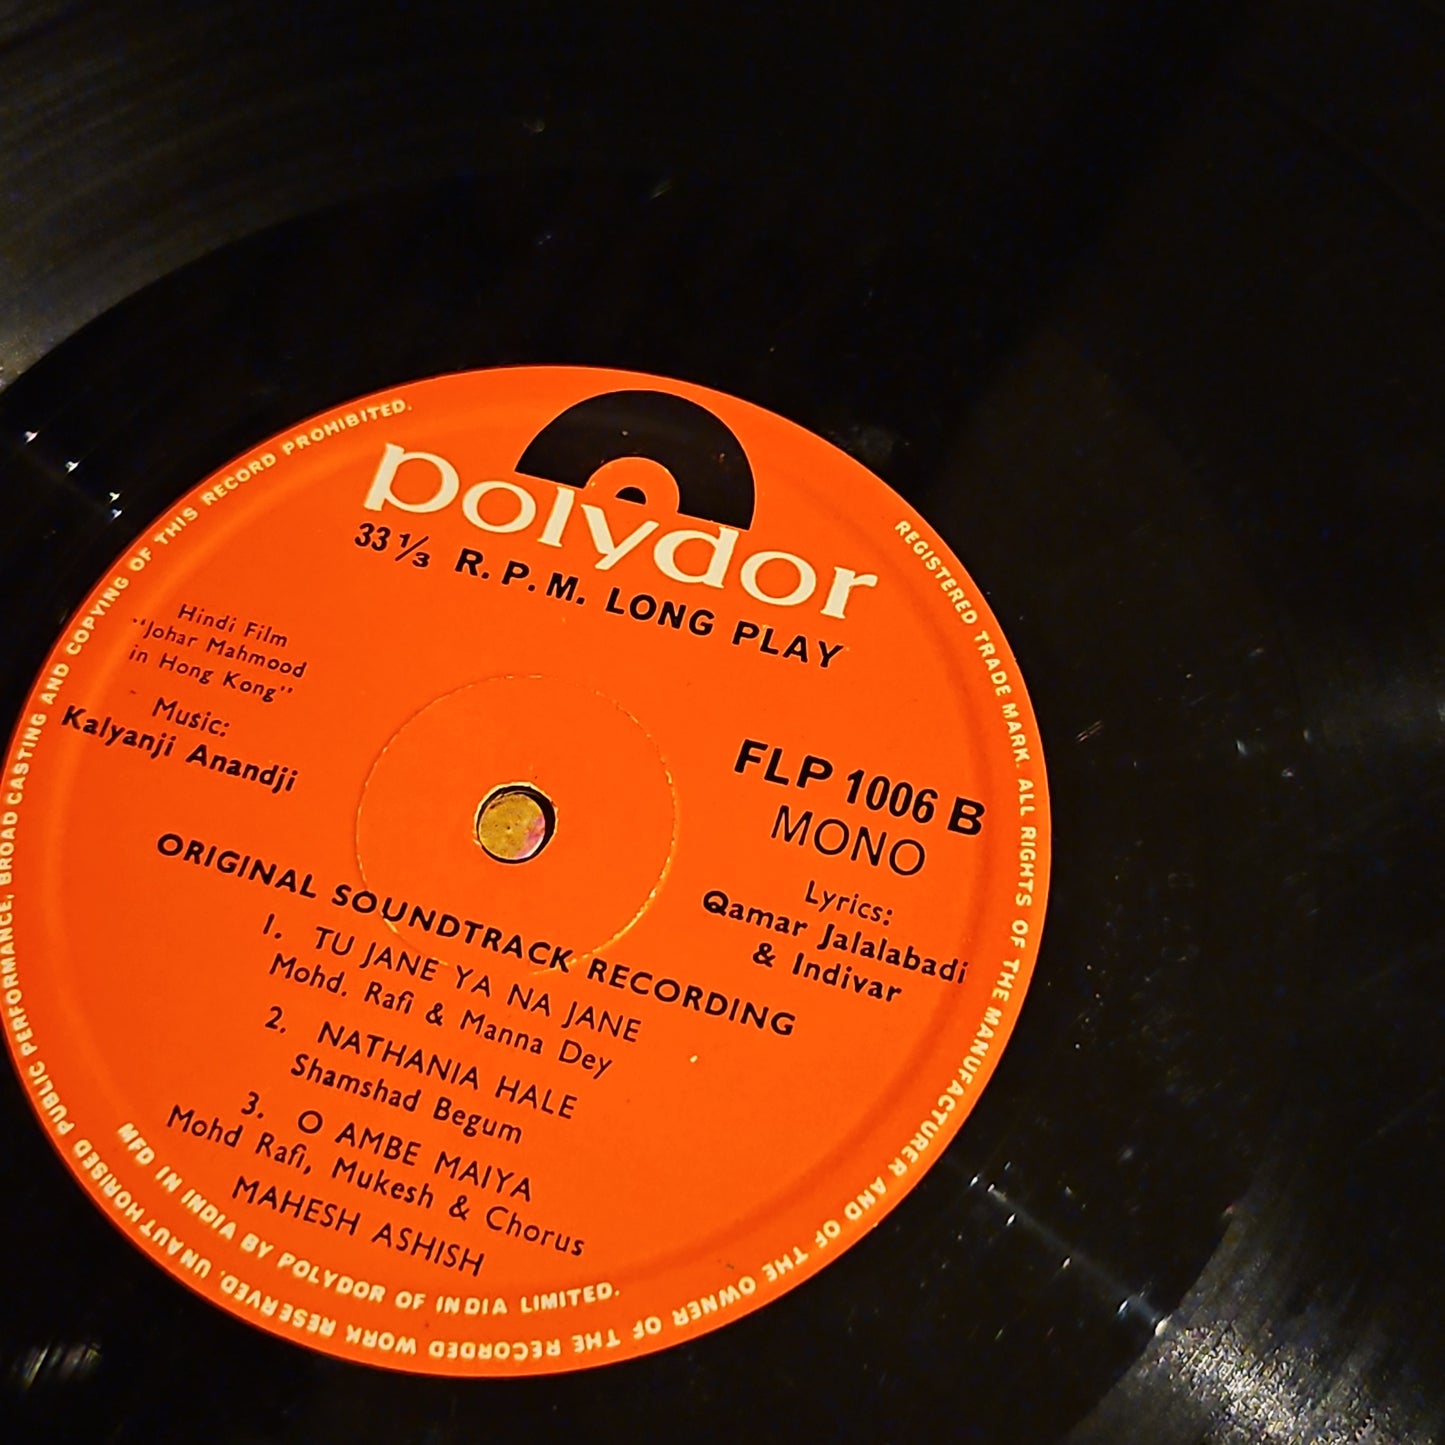 polydor
33 1/3 R.P.M. LONG PLAY
Hindi Film
"Johar Mahmood
in Hong Kong"
Music:
Kalyanji Anandji
FLP 1006 B
MONO
Lyrics:
Qamar Jalalabadi
& Indivar
ORIGINAL SOUNDTRACK RECORDING
1. TU JANE YA NA JANE
Mohd. Rafi & Manna Dey
2. NATHANIA HALE
Shamshad Begum
3. O AMBE MAIYA
Mohd Rafi, Mukesh & Chorus
MAHESH ASHISH
MFD IN INDIA BY POLYDOR OF INDIA LIMITED.
REGISTERED TRADE MARK. ALL RIGHTS OF THE MANUFACTURER AND OF THE OWNER OF THE RECORDED WORK RESERVED. UNAUTHORISED PUBLIC PERFORMANCE, BROADCASTING AND COPYING OF THIS RECORD PROHIBITED.